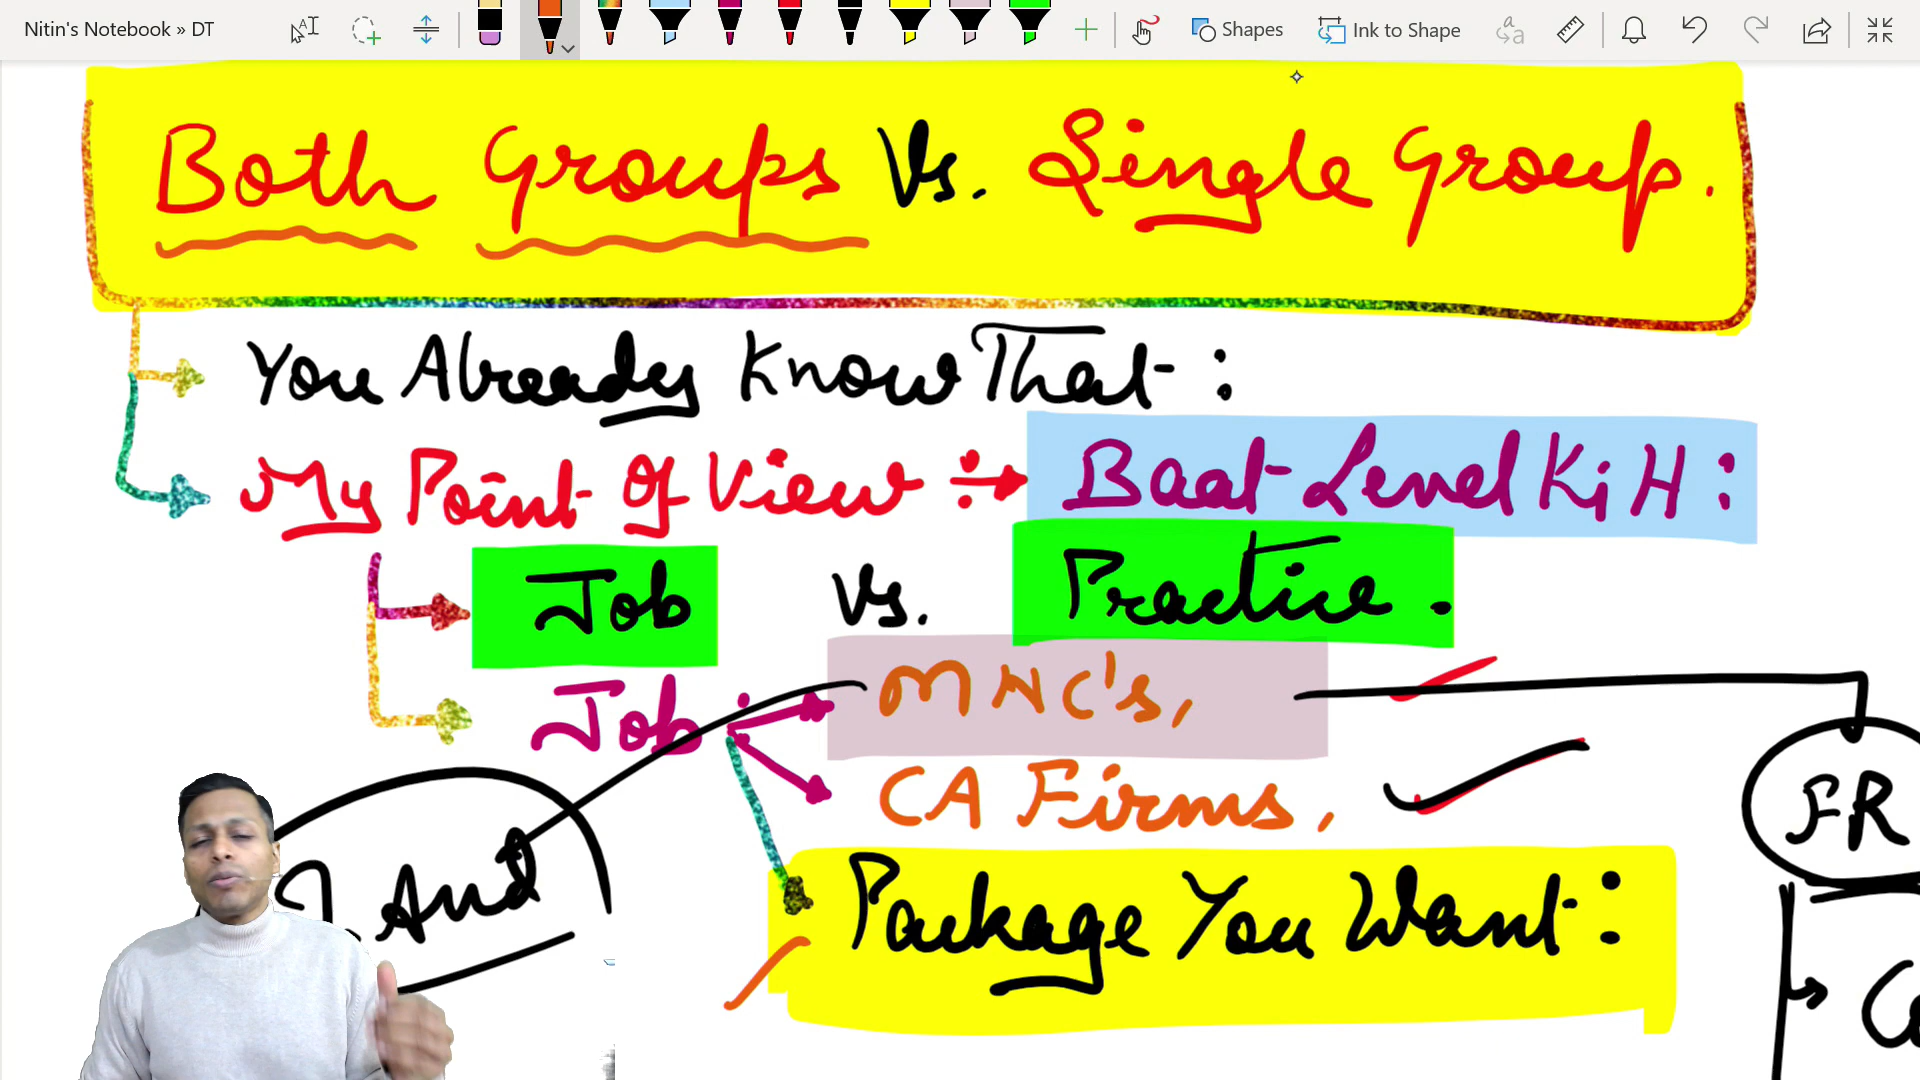 Nitin's Notebook » DT
Shapes
Ink to Shape
Both Groups Vs. Single Group.
You Already Know That :
My Point Of View ÷→ Baat Level Ki H :
Job Vs. Practice.
Job : MNC's,
CA Firms,
FR
And
Package You Want :